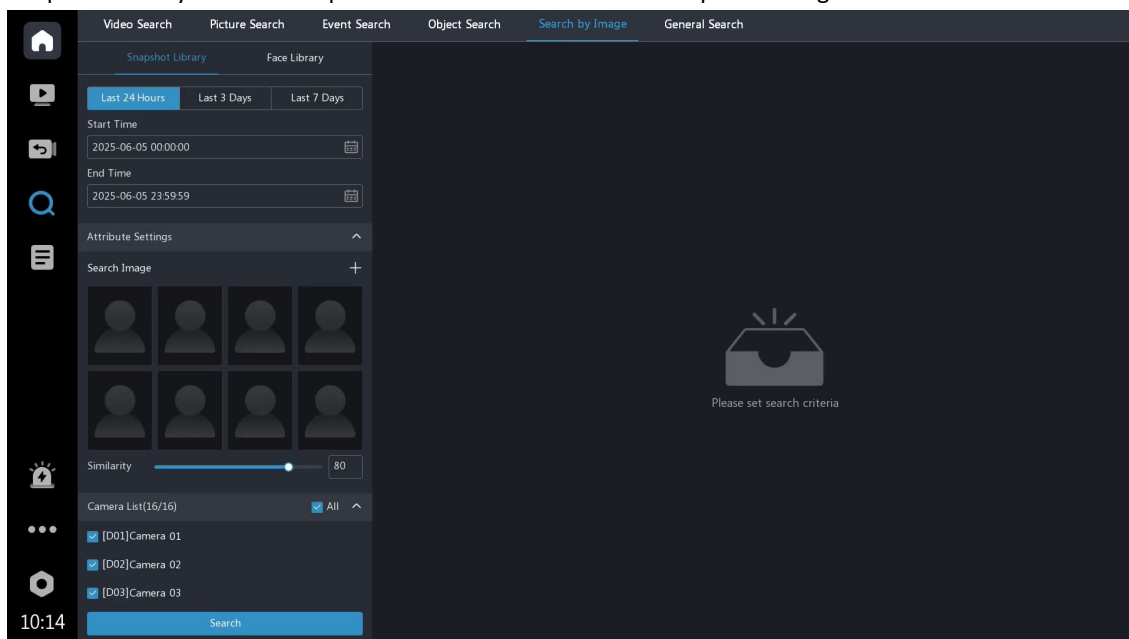 Video Search Picture Search Event Search Object Search Search by Image General Search
Snapshot Library Face Library
Last 24 Hours Last 3 Days Last 7 Days
Start Time
2025-06-05 00:00:00
End Time
2025-06-05 23:59:59
Attribute Settings
Search Image
Please set search criteria
Similarity 80
Camera List(16/16) All
[D01]Camera 01
[D02]Camera 02
[D03]Camera 03
10:14 Search